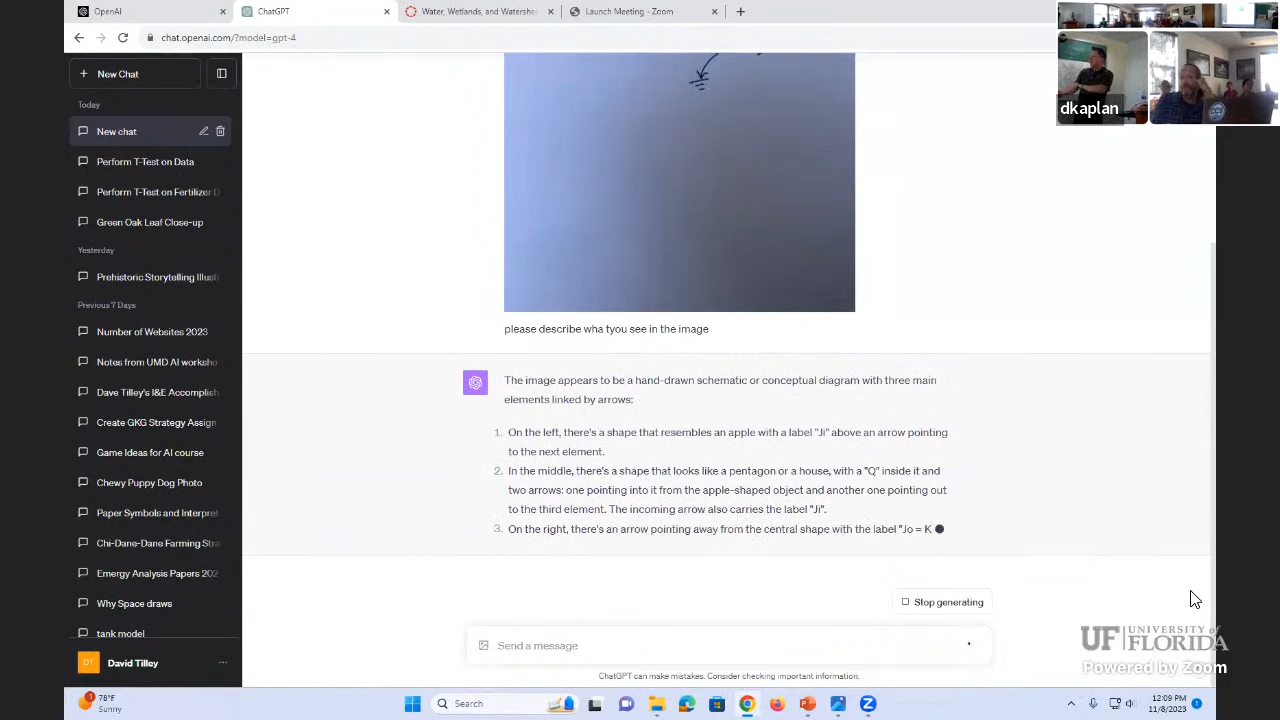 OpenAI
ChatGPT
Water, Wetlands, and Watershe
Launch Meeting - Zoom
chat.openai.com/?model=gpt-4
New Chat
Today
New chat
Perform T-Test on Data
Perform T-Test on Fertilizer D
Green Oak Leaf Close-up
Yesterday
Prehistoric Storytelling Illust
Previous 7 Days
Number of Websites 2023
Notes from UMD AI worksho
Dave Tilley's I&E Accomplish
Create GKG Strategy Assign
Game Ideas for AI course
Chewy Puppy Dog Photo
Paper Symbols and Interpret
Chi-Dane-Dane Farming Stra
Emergy Analysis Papers 202
Why Space draws
tank model
DT
David Tilley
please describe wha tyou see in the image
The image appears to be a hand-drawn schematic or conceptual diagram with three main
elements linked by arrows:
1. On the left, there's a shape that resembles an apple with a label "Ji" above an arrow pointing
to the next element.
2. In the middle, there's a shape that looks like a pentagon or a house, with a "Q" inside it and
two arrows: one pointing into it from the apple-shaped object and another one pointing out
to the third element. The incoming arrow also carries the label "Ji".
3. On the right, there's an arrow pointing away from the central shape with the label "Jo = K
Stop generating
Send a message
ChatGPT can make mistakes. Consider checking important information.
dkaplan
UF UNIVERSITY of
FLORIDA
Powered by Zoom
1
78°F
Sunny
Search
12:09 PM
11/8/2023
1